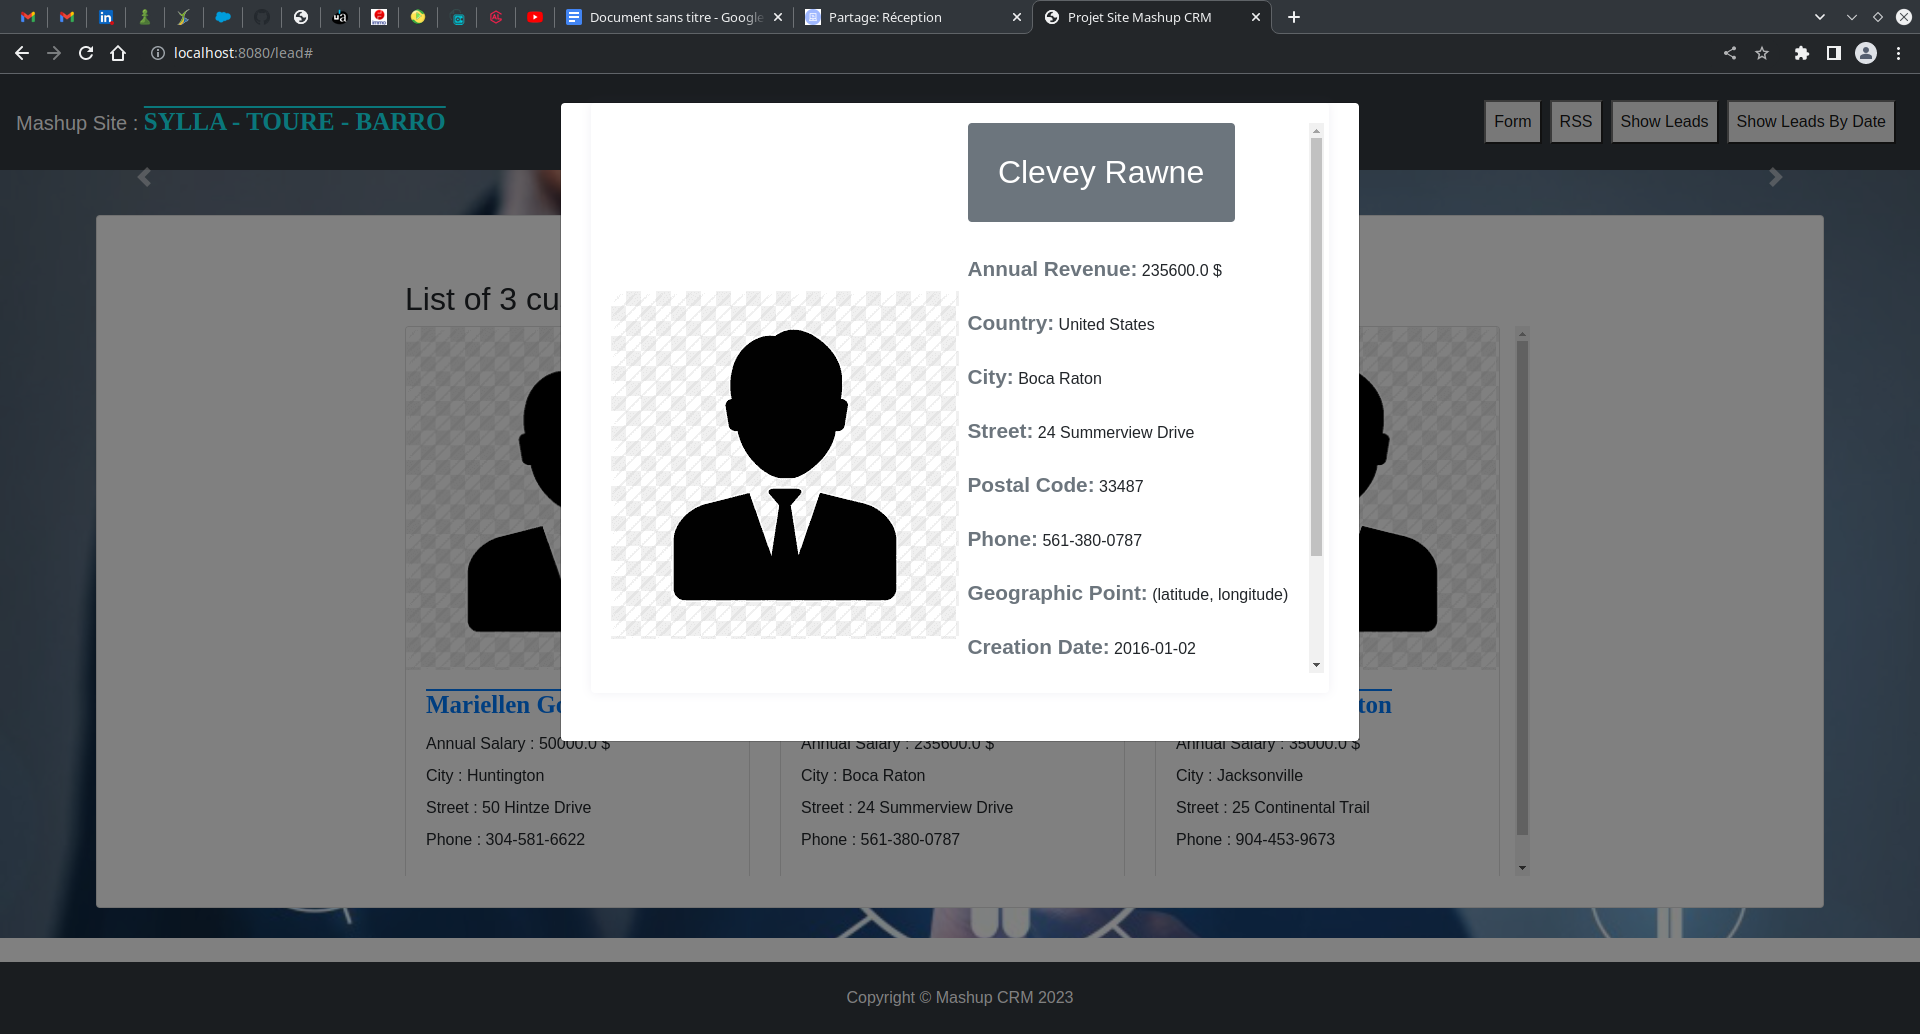 Document sans titre - Google
Partage: Réception
Projet Site Mashup CRM
localhost:8080/lead#
Mashup Site : SYLLA - TOURE - BARRO
Form
RSS
Show Leads
Show Leads By Date
List of 3 cu
Clevey Rawne
Annual Revenue: 235600.0 $
Country: United States
City: Boca Raton
Street: 24 Summerview Drive
Postal Code: 33487
Phone: 561-380-0787
Geographic Point: (latitude, longitude)
Creation Date: 2016-01-02
Mariellen Go
Annual Salary : 50000.0 $
City : Huntington
Street : 50 Hintze Drive
Phone : 304-581-6622
Annual Salary : 235600.0 $
City : Boca Raton
Street : 24 Summerview Drive
Phone : 561-380-0787
ton
Annual Salary : 35000.0 $
City : Jacksonville
Street : 25 Continental Trail
Phone : 904-453-9673
Copyright © Mashup CRM 2023